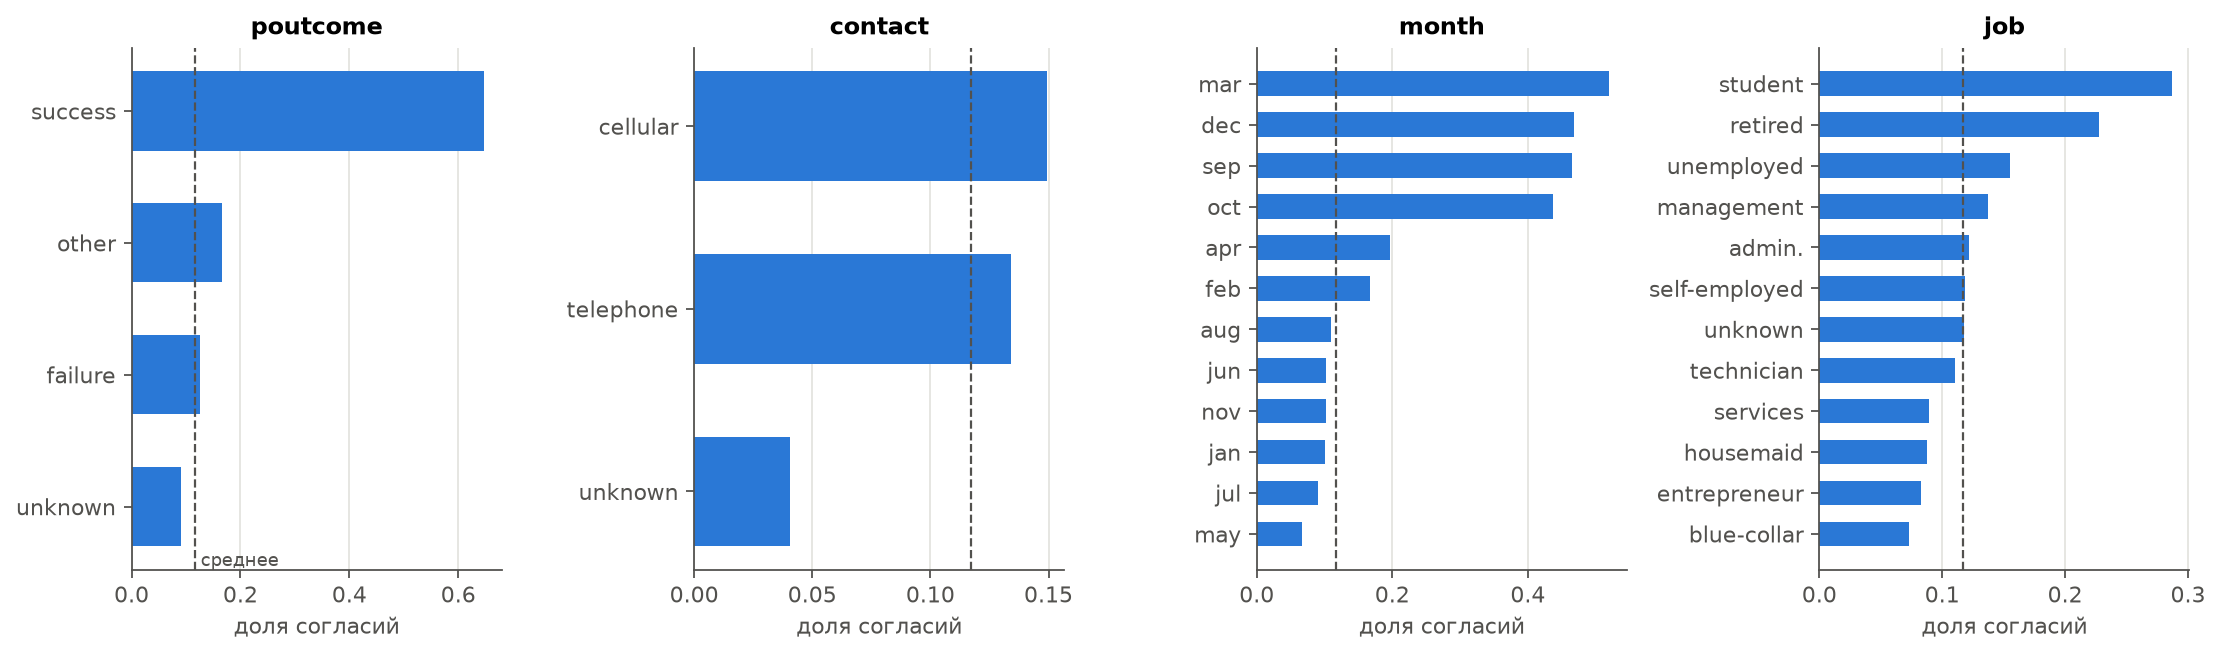 poutcome
success
other
failure
unknown
среднее
0.0 0.2 0.4 0.6
доля согласий
contact
cellular
telephone
unknown
0.00 0.05 0.10 0.15
доля согласий
month
mar
dec
sep
oct
apr
feb
aug
jun
nov
jan
jul
may
0.0 0.2 0.4
доля согласий
job
student
retired
unemployed
management
admin.
self-employed
unknown
technician
services
housemaid
entrepreneur
blue-collar
0.0 0.1 0.2 0.3
доля согласий